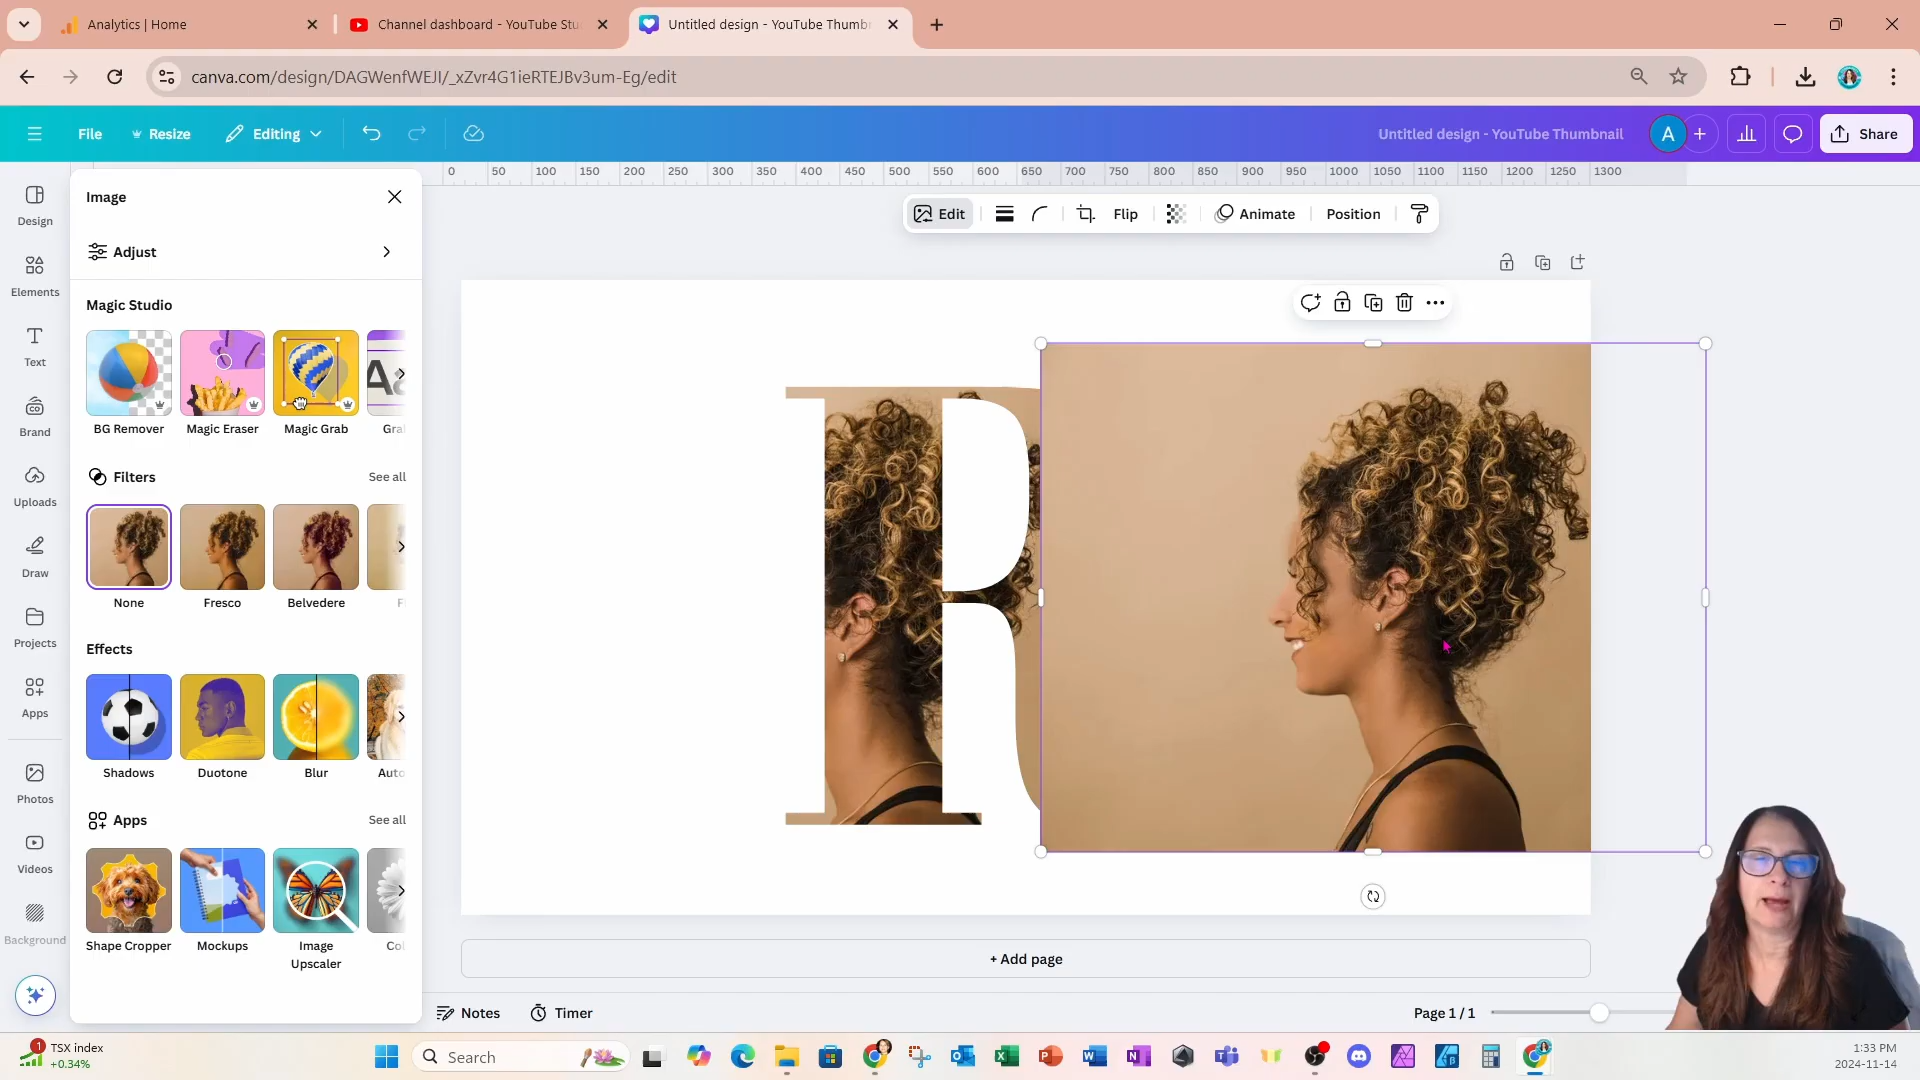 Analytics | Home
Channel dashboard - YouTube Stu
Untitled design - YouTube Thumb
canva.com/design/DAGWenfWEJI/_xZvr4G1ieRTEJBv3um-Eg/edit
File
Resize
Editing
Untitled design - YouTube Thumbnail
A
Share
0 50 100 150 200 250 300 350 400 450 500 550 600 650 700 750 800 850 900 950 1000 1050 1100 1150 1200 1250 1300
Design
Elements
Text
Brand
Uploads
Draw
Projects
Apps
Photos
Videos
Background
Image
Adjust
Magic Studio
BG Remover
Magic Eraser
Magic Grab
Gra
Filters
See all
None
Fresco
Belvedere
F
Effects
Shadows
Duotone
Blur
Auto
Apps
See all
Shape Cropper
Mockups
Image
Upscaler
Col
Edit
Flip
Animate
Position
R
+ Add page
Notes
Timer
Page 1 / 1
1
TSX index
+0.34%
Search
1:33 PM
2024-11-14